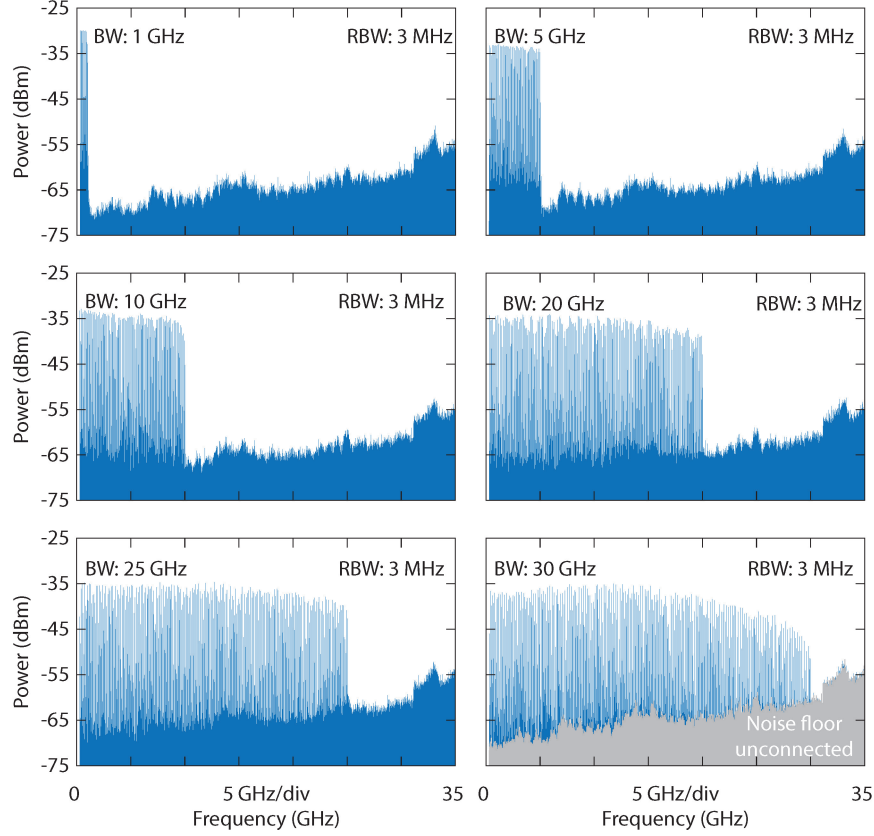 -25
-35
-45
-55
-65
-75
Power (dBm)
BW: 1 GHz
RBW: 3 MHz
BW: 5 GHz
RBW: 3 MHz
-25
-35
-45
-55
-65
-75
Power (dBm)
BW: 10 GHz
RBW: 3 MHz
BW: 20 GHz
RBW: 3 MHz
-25
-35
-45
-55
-65
-75
Power (dBm)
BW: 25 GHz
RBW: 3 MHz
BW: 30 GHz
RBW: 3 MHz
Noise floor
unconnected
0
5 GHz/div
35
Frequency (GHz)
0
5 GHz/div
35
Frequency (GHz)